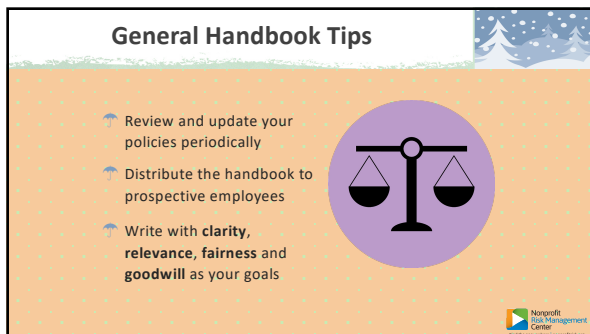 General Handbook Tips
Review and update your
policies periodically
Distribute the handbook to
prospective employees
Write with clarity,
relevance, fairness and
goodwill as your goals
Nonprofit
Risk Management
Center